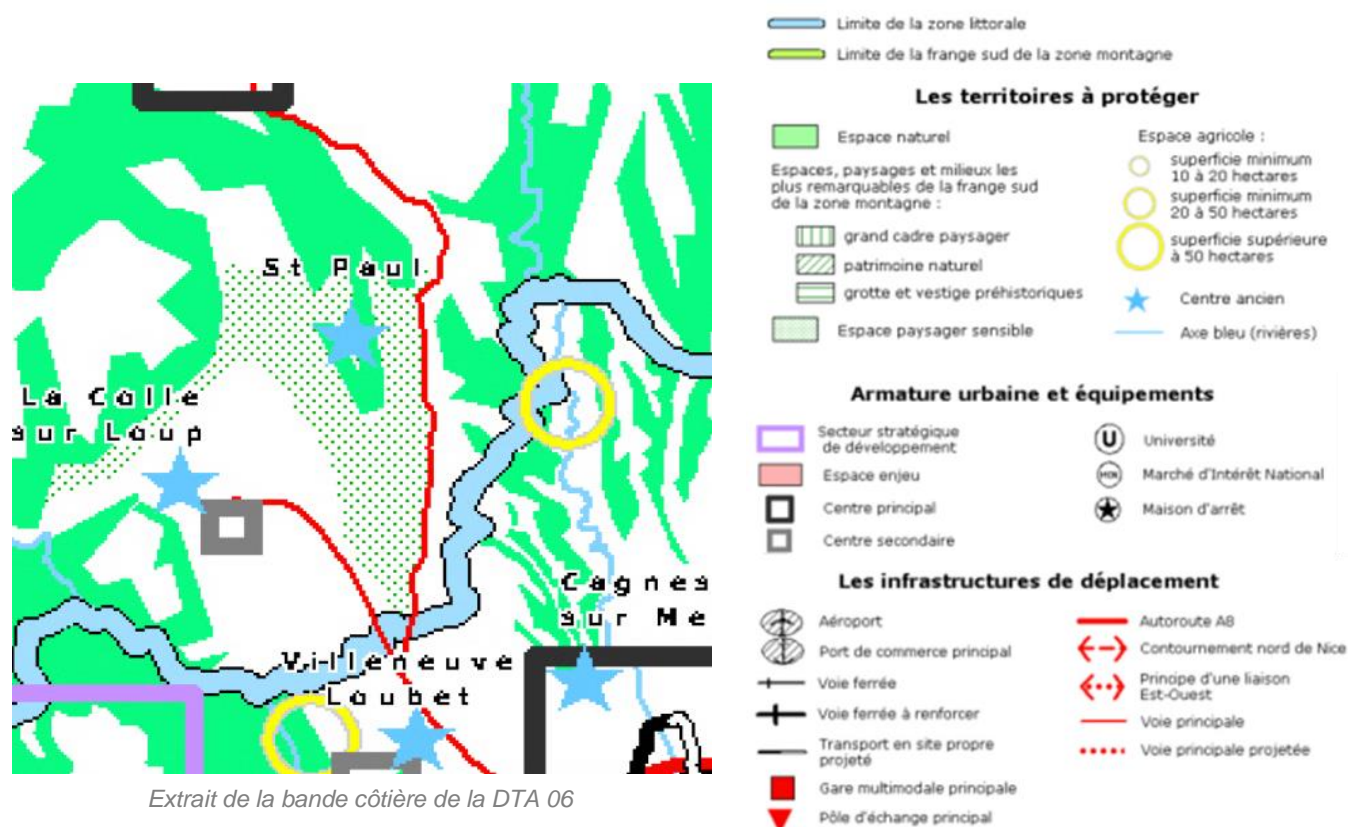 St Paul
La Colle
sur Loup
Cagnes
sur Me
Villeneuve
Loubet
Extrait de la bande côtière de la DTA 06
Limite de la zone littorale
Limite de la frange sud de la zone montagne
Les territoires à protéger
Espace naturel
Espaces, paysages et milieux les
plus remarquables de la frange sud
de la zone montagne :
grand cadre paysager
patrimoine naturel
grotte et vestige préhistoriques
Espace paysager sensible
Espace agricole :
superficie minimum
10 à 20 hectares
superficie minimum
20 à 50 hectares
superficie supérieure
à 50 hectares
Centre ancien
Axe bleu (rivières)
Armature urbaine et équipements
Secteur stratégique
de développement
Espace enjeu
Centre principal
Centre secondaire
U Université
MIN Marché d'Intérêt National
Maison d'arrêt
Les infrastructures de déplacement
Aéroport
Port de commerce principal
Voie ferrée
Voie ferrée à renforcer
Transport en site propre
projeté
Gare multimodale principale
Pôle d'échange principal
Autoroute A8
Contournement nord de Nice
Principe d'une liaison
Est-Ouest
Voie principale
Voie principale projetée